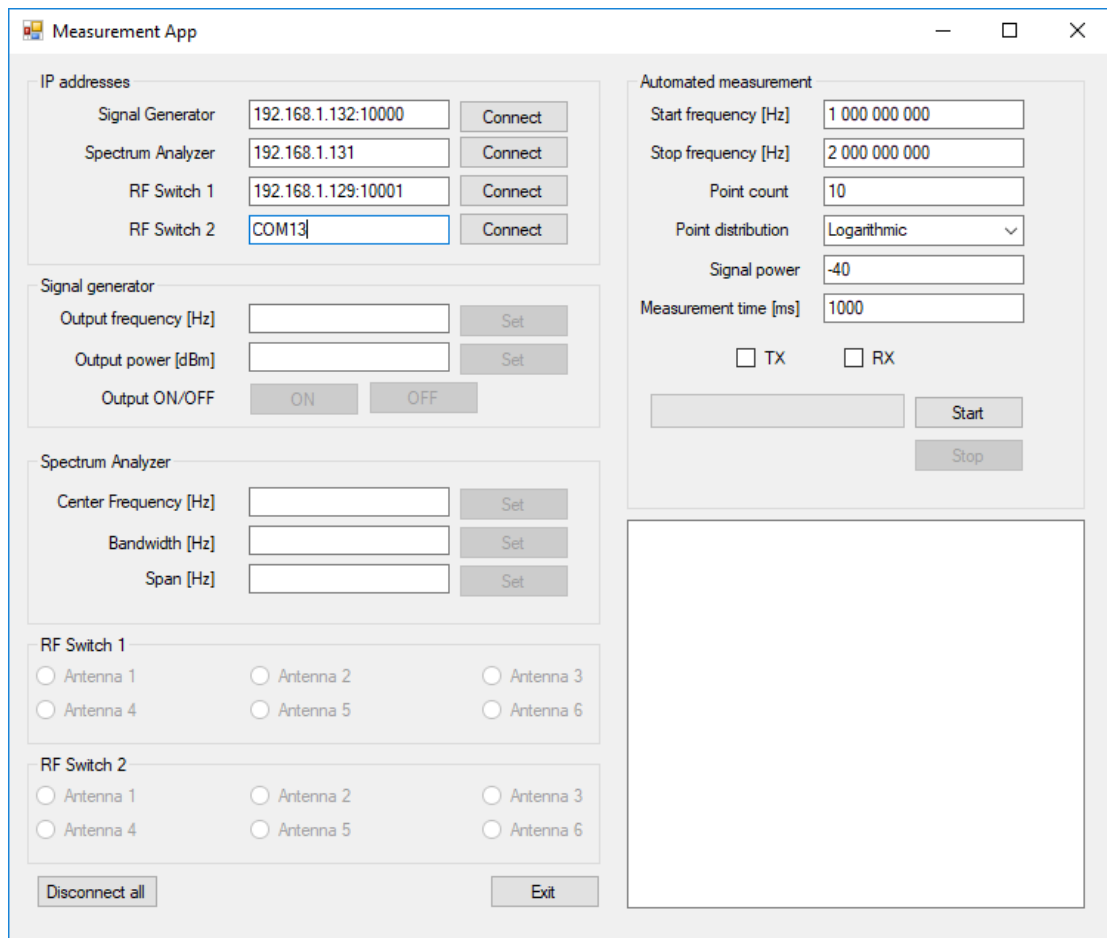 Measurement App
IP addresses
Signal Generator 192.168.1.132:10000 Connect
Spectrum Analyzer 192.168.1.131 Connect
RF Switch 1 192.168.1.129:10001 Connect
RF Switch 2 COM13 Connect
Signal generator
Output frequency [Hz] Set
Output power [dBm] Set
Output ON/OFF ON OFF
Spectrum Analyzer
Center Frequency [Hz] Set
Bandwidth [Hz] Set
Span [Hz] Set
RF Switch 1
Antenna 1 Antenna 2 Antenna 3
Antenna 4 Antenna 5 Antenna 6
RF Switch 2
Antenna 1 Antenna 2 Antenna 3
Antenna 4 Antenna 5 Antenna 6
Disconnect all Exit
Automated measurement
Start frequency [Hz] 1 000 000 000
Stop frequency [Hz] 2 000 000 000
Point count 10
Point distribution Logarithmic
Signal power -40
Measurement time [ms] 1000
TX RX
Start
Stop